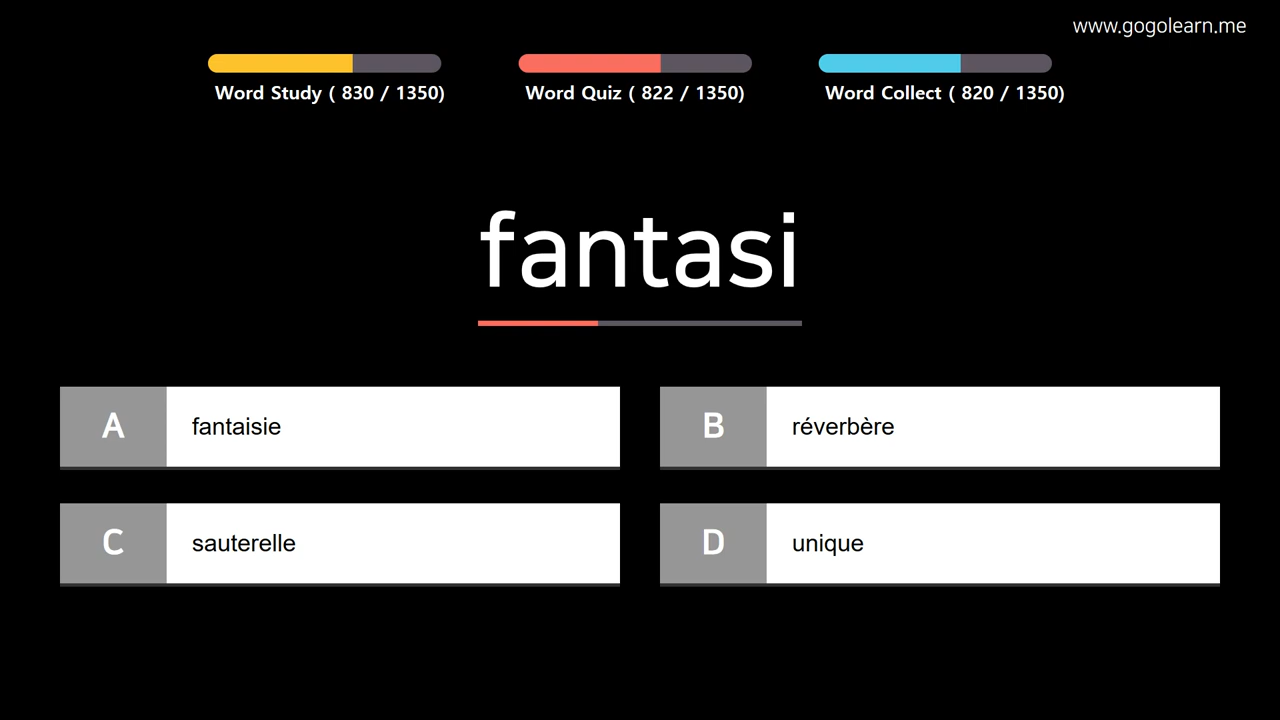 www.gogolearn.me
Word Study ( 830 / 1350)
Word Quiz ( 822 / 1350)
Word Collect ( 820 / 1350)
fantasi
A fantaisie
B réverbère
C sauterelle
D unique